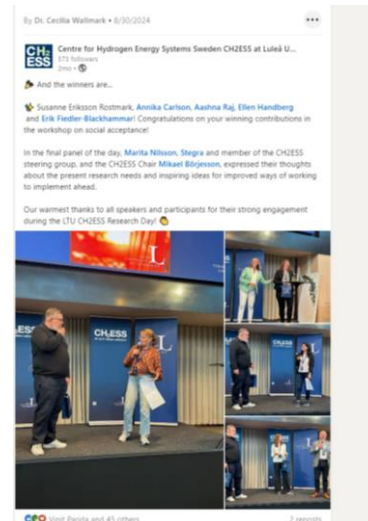 By Dr. Cecilia Wallmark • 8/30/2024
CH2
ESS
Centre for Hydrogen Energy Systems Sweden CH2ESS at Luleå U...
573 followers
2mo •
And the winners are...
Susanne Eriksson Rostmark, Annika Carlson, Aashna Raj, Ellen Handberg
and Erik Fiedler-Blackhammar! Congratulations on your winning contributions in
the workshop on social acceptance!
In the final panel of the day, Marita Nilsson, Stegra and member of the CH2ESS
steering group, and the CH2ESS Chair Mikael Börjesson, expressed their thoughts
about the present research needs and inspiring ideas for improved ways of working
to implement ahead.
Our warmest thanks to all speakers and participants for their strong engagement
during the LTU CH2ESS Research Day!
L
ESS
CH2ESS
L
and 45 others
2 reposts